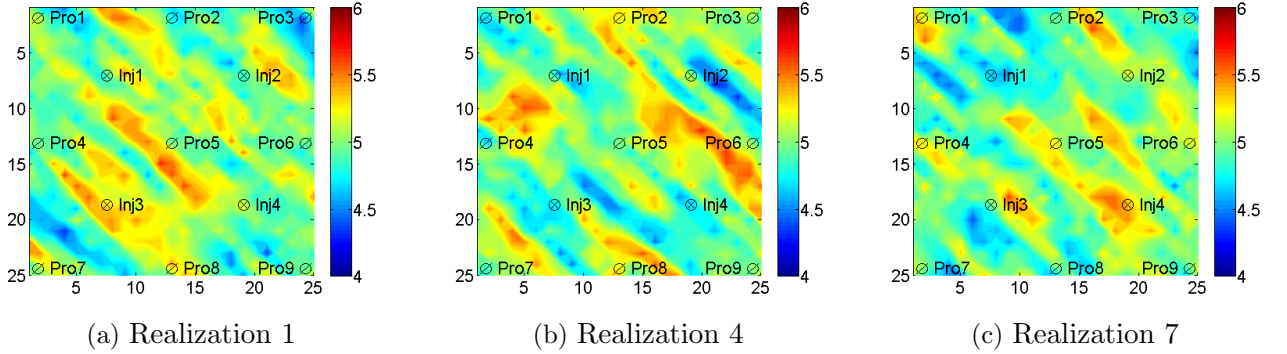 Pro1 Pro2 Pro3
Inj1 Inj2
Pro4 Pro5 Pro6
Inj3 Inj4
Pro7 Pro8 Pro9
5
10
15
20
25
5 10 15 20 25
6
5.5
5
4.5
4
(a) Realization 1
Pro1 Pro2 Pro3
Inj1 Inj2
Pro4 Pro5 Pro6
Inj3 Inj4
Pro7 Pro8 Pro9
5
10
15
20
25
5 10 15 20 25
6
5.5
5
4.5
4
(b) Realization 4
Pro1 Pro2 Pro3
Inj1 Inj2
Pro4 Pro5 Pro6
Inj3 Inj4
Pro7 Pro8 Pro9
5
10
15
20
25
5 10 15 20 25
6
5.5
5
4.5
4
(c) Realization 7